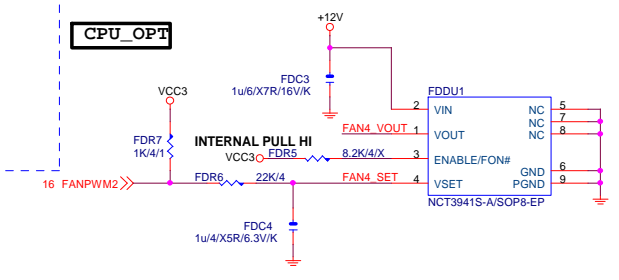 +12V
CPU_OPT
VCC3
FDC3
1u/6/X7R/16V/K
FDDU1
2 VIN NC 5
NC 7
FAN4_VOUT 1 VOUT NC 8
FDR7
1K/4/1
INTERNAL PULL HI
VCC3 FDR5 8.2K/4/X 3 ENABLE/FON#
GND 6
16 FANPWM2 FDR6 22K/4 FAN4_SET 4 VSET PGND 9
NCT3941S-A/SOP8-EP
FDC4
1u/4/X5R/6.3V/K